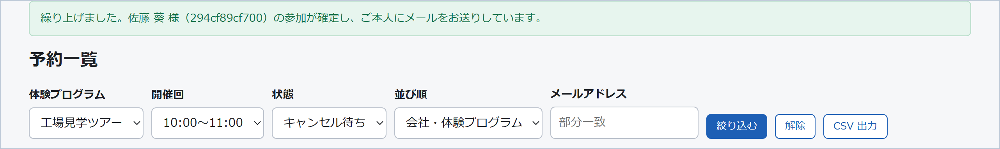 繰り上げました。佐藤 葵 様（294cf89cf700）の参加が確定し、ご本人にメールをお送りしています。
予約一覧
体験プログラム 開催回 状態 並び順 メールアドレス
工場見学ツアー 10:00～11:00 キャンセル待ち 会社・体験プログラム 部分一致 絞り込む 解除 CSV 出力